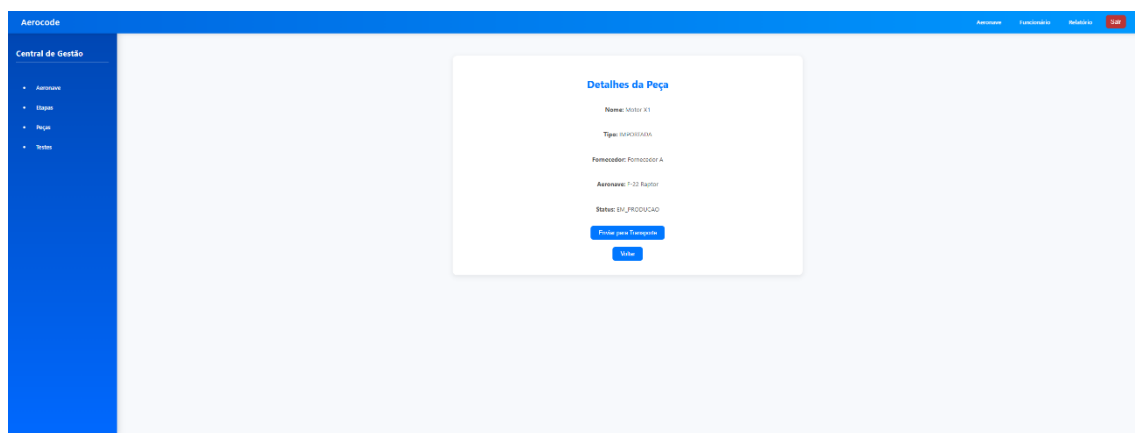 Aerocode
Aeronave Funcionário Relatório Sair
Central de Gestão
Aeronave
Etapas
Peças
Testes
Detalhes da Peça
Nome: Motor X1
Tipo: IMPORTADA
Fornecedor: Fornecedor A
Aeronave: F-22 Raptor
Status: EM_PRODUCAO
Enviar para Transporte
Voltar